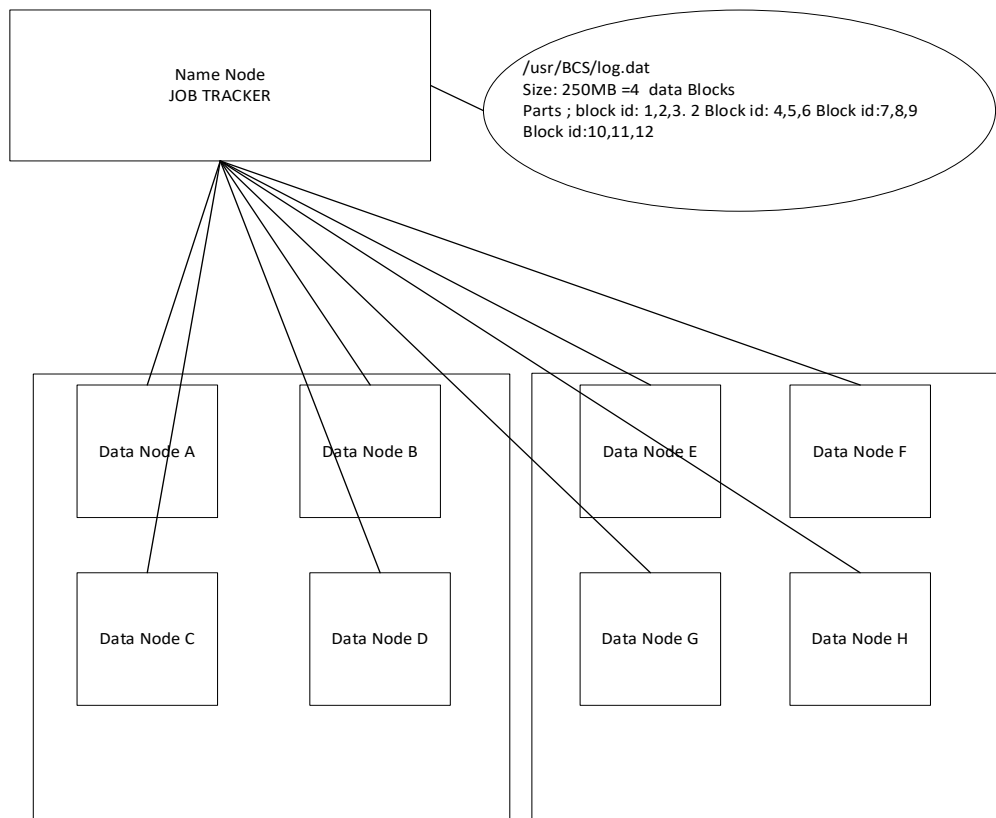 Name Node
JOB TRACKER
/usr/BCS/log.dat
Size: 250MB =4  data Blocks
Parts ; block id: 1,2,3. 2 Block id: 4,5,6 Block id:7,8,9
Block id:10,11,12
Data Node A
Data Node B
Data Node E
Data Node F
Data Node C
Data Node D
Data Node G
Data Node H